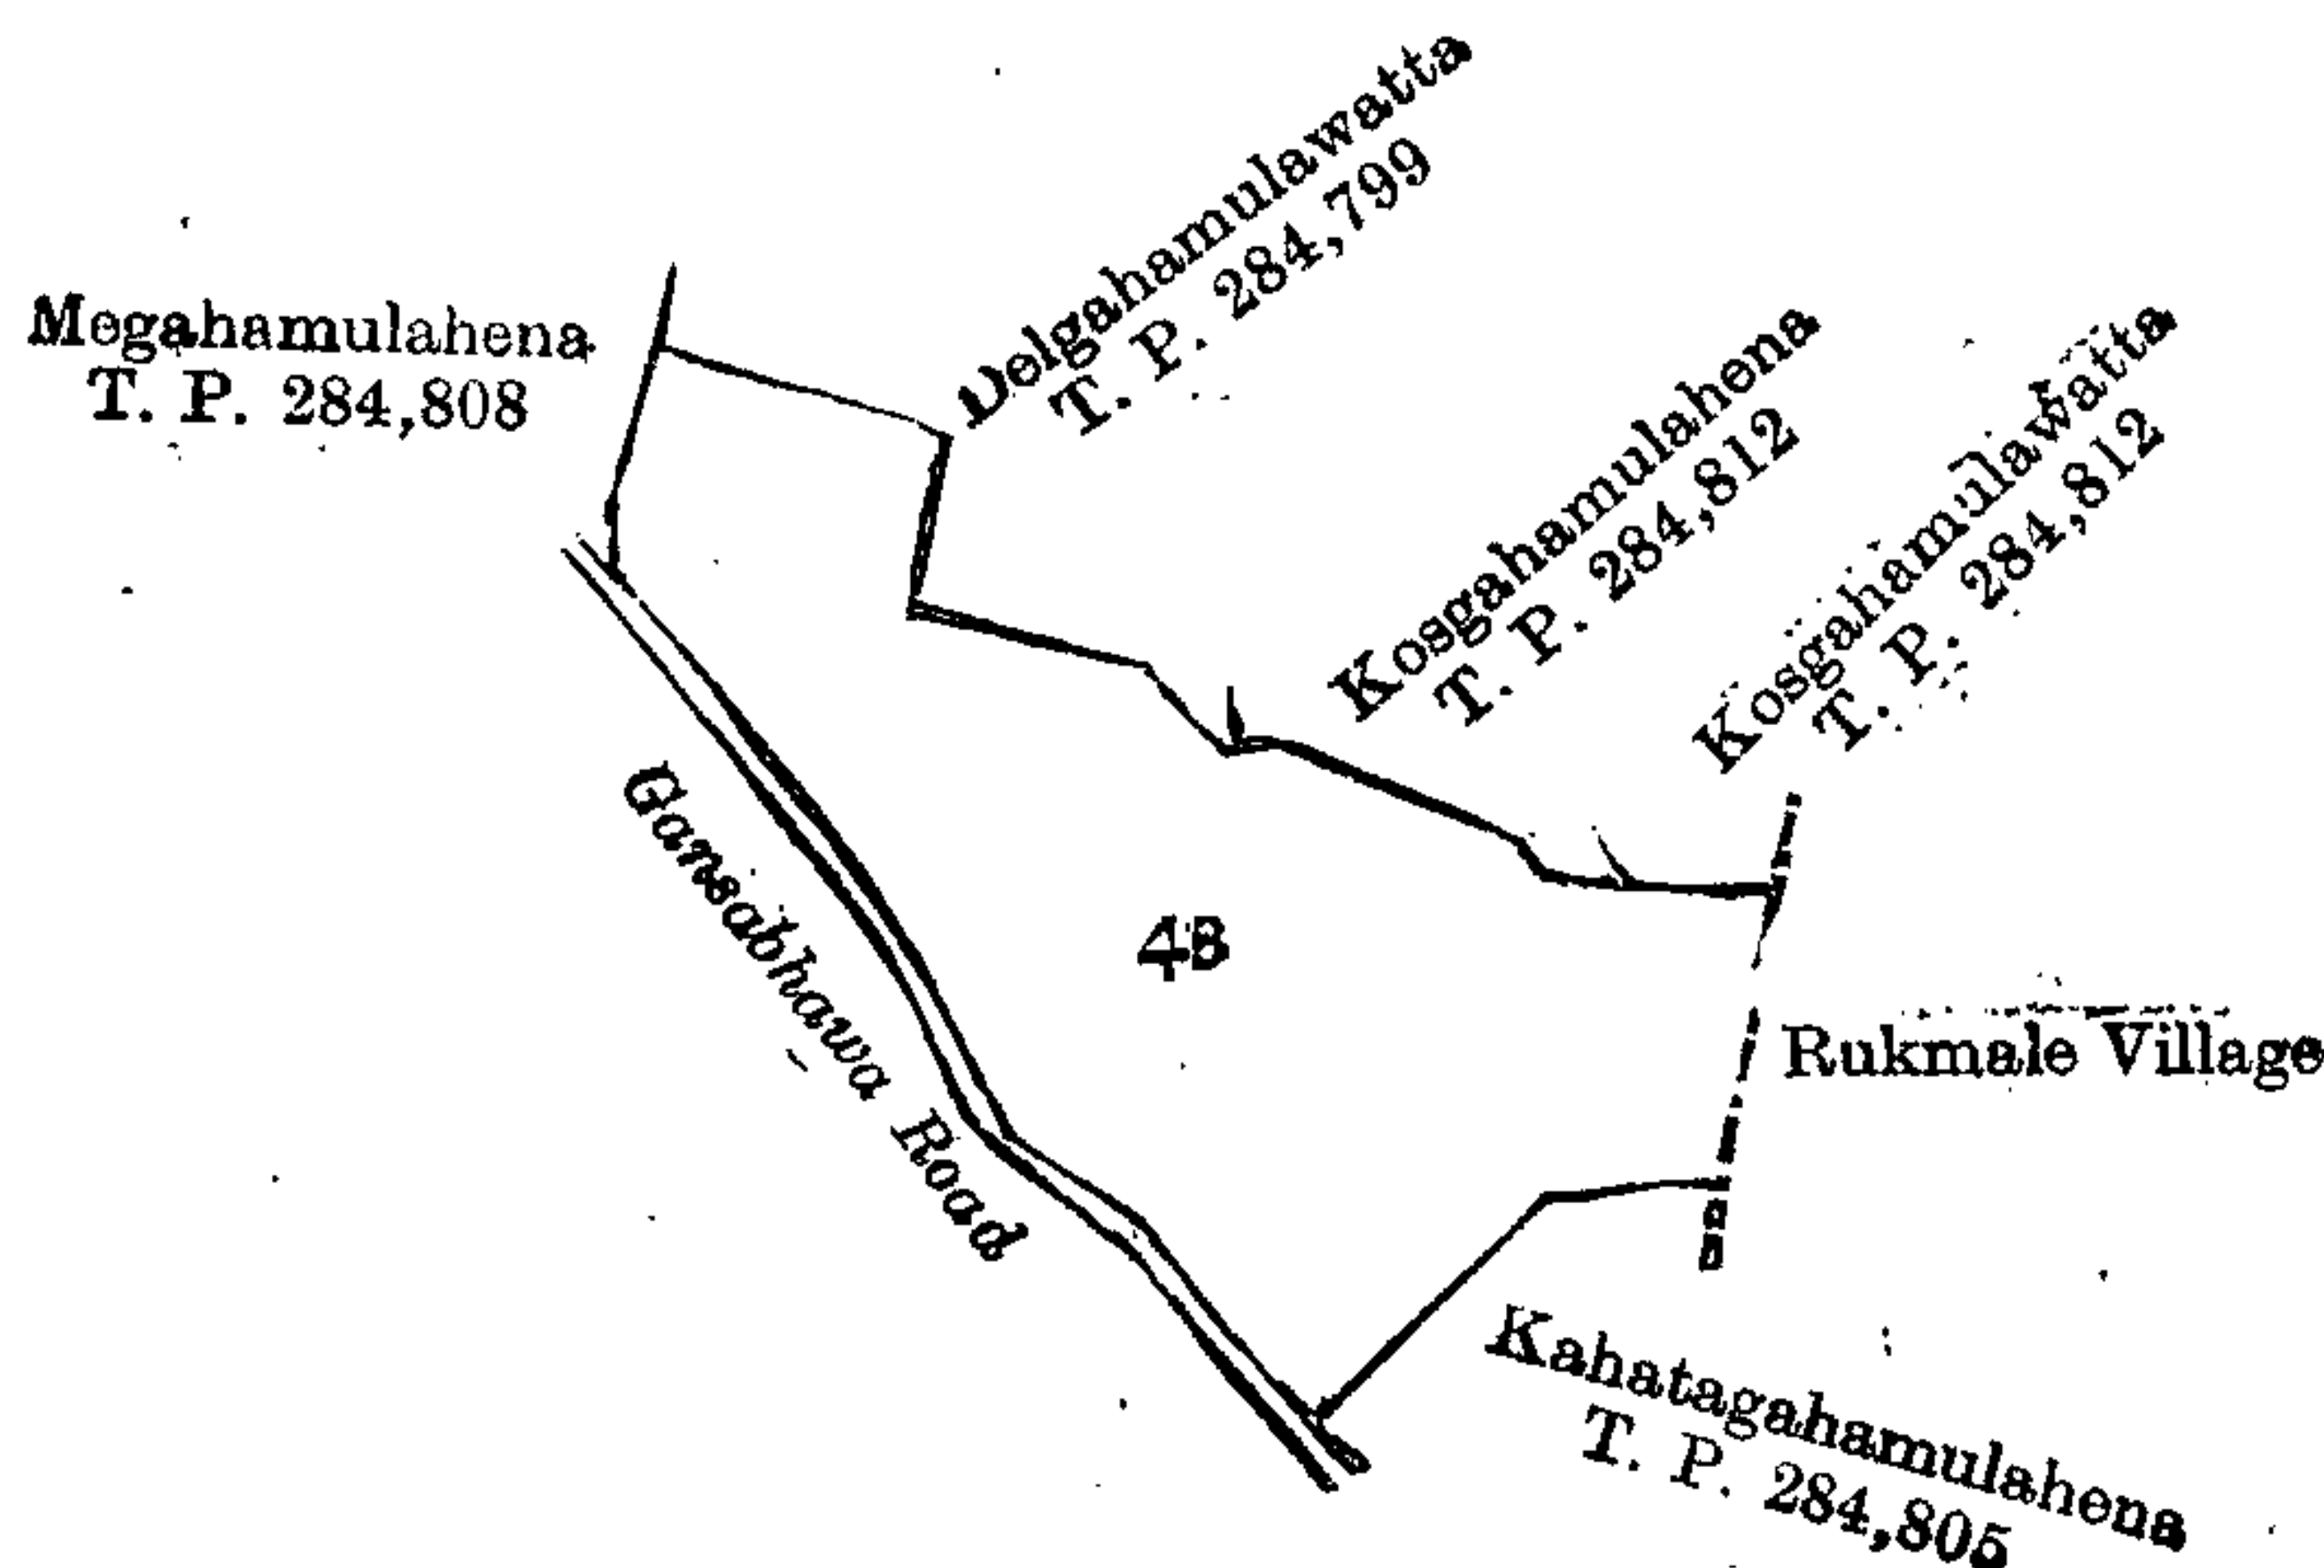 Delgahamulawatta
T. P. 284,799
Megahamulahena
T. P. 284,808
Kosgahamulahena
T. P. 284,812
Kosgahamulawatta
T. P. 284,812
Gansabhawa Road
48
Rukmale Village
Kahatagahamulahena
T. P. 284,805